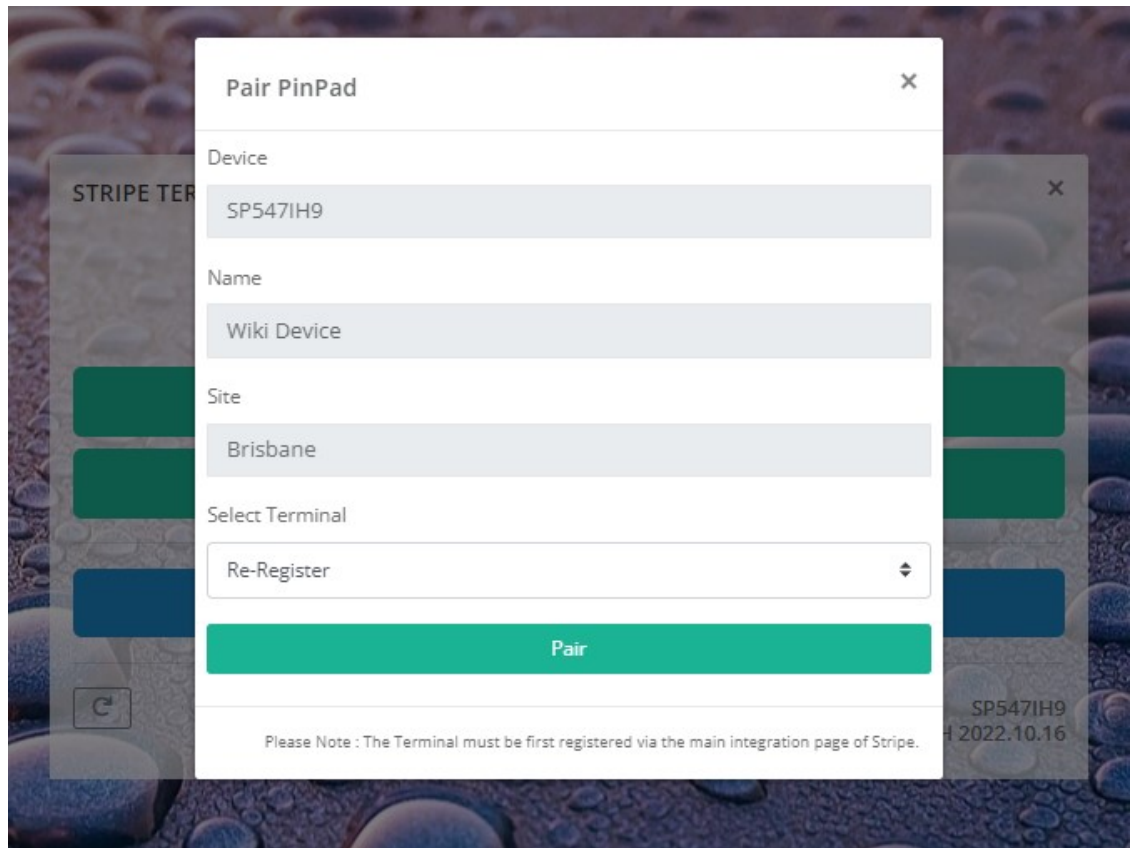 Pair PinPad
×
Device
STRIPE TER
×
SP547IH9
Name
Wiki Device
Site
Brisbane
Select Terminal
Re-Register
Pair
SP547IH9
2022.10.16
Please Note : The Terminal must be first registered via the main integration page of Stripe.